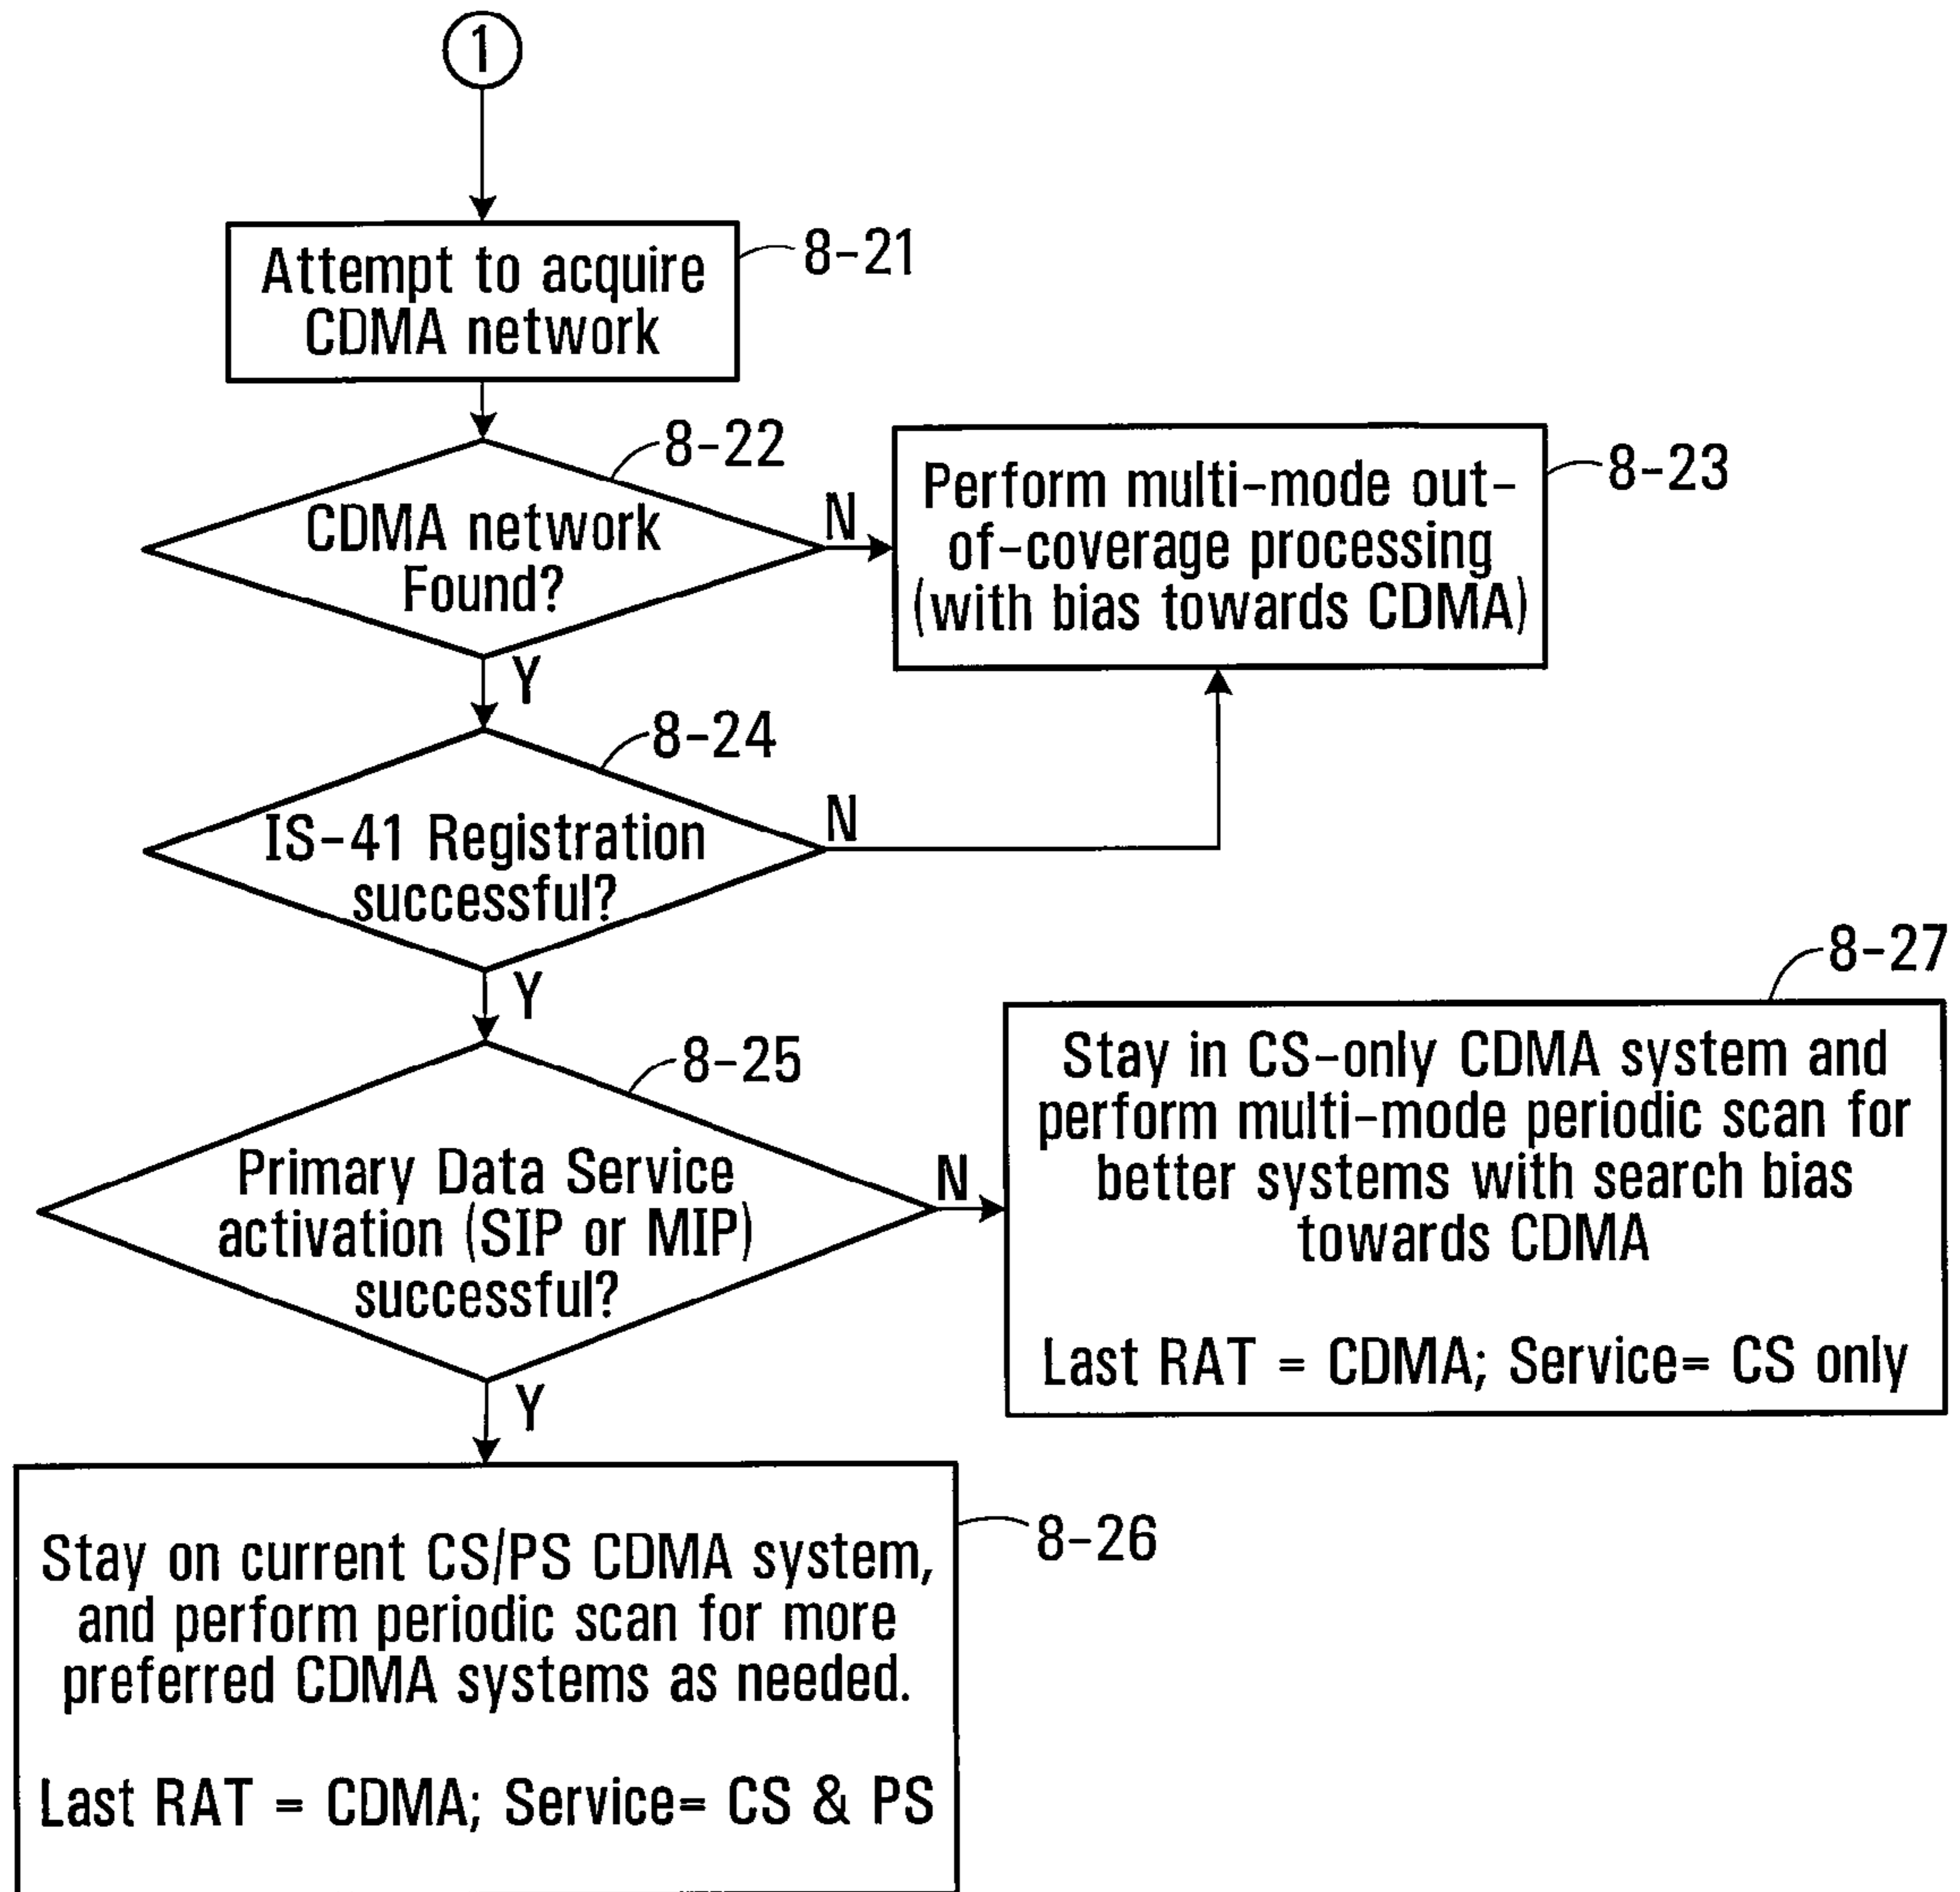 1
Attempt to acquire
CDMA network
8-21
CDMA network
Found?
8-22
N
Y
Perform multi-mode out-
of-coverage processing
(with bias towards CDMA)
8-23
IS-41 Registration
successful?
8-24
N
Y
Primary Data Service
activation (SIP or MIP)
successful?
8-25
N
Y
Stay in CS-only CDMA system and
perform multi-mode periodic scan for
better systems with search bias
towards CDMA
Last RAT = CDMA; Service= CS only
8-27
Stay on current CS/PS CDMA system,
and perform periodic scan for more
preferred CDMA systems as needed.
Last RAT = CDMA; Service= CS & PS
8-26